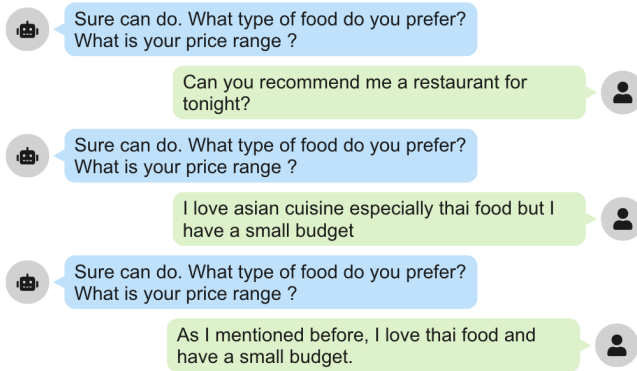 Sure can do. What type of food do you prefer?
What is your price range ?
Can you recommend me a restaurant for
tonight?
Sure can do. What type of food do you prefer?
What is your price range ?
I love asian cuisine especially thai food but I
have a small budget
Sure can do. What type of food do you prefer?
What is your price range ?
As I mentioned before, I love thai food and
have a small budget.